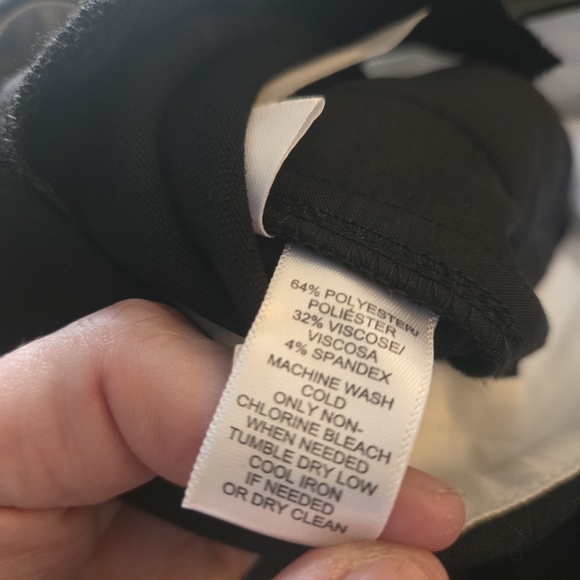 64% POLYESTER/
POLIÉSTER
32% VISCOSE/
VISCOSA
4% SPANDEX
MACHINE WASH
COLD
ONLY NON-
CHLORINE BLEACH
WHEN NEEDED
TUMBLE DRY LOW
COOL IRON
IF NEEDED
OR DRY CLEAN